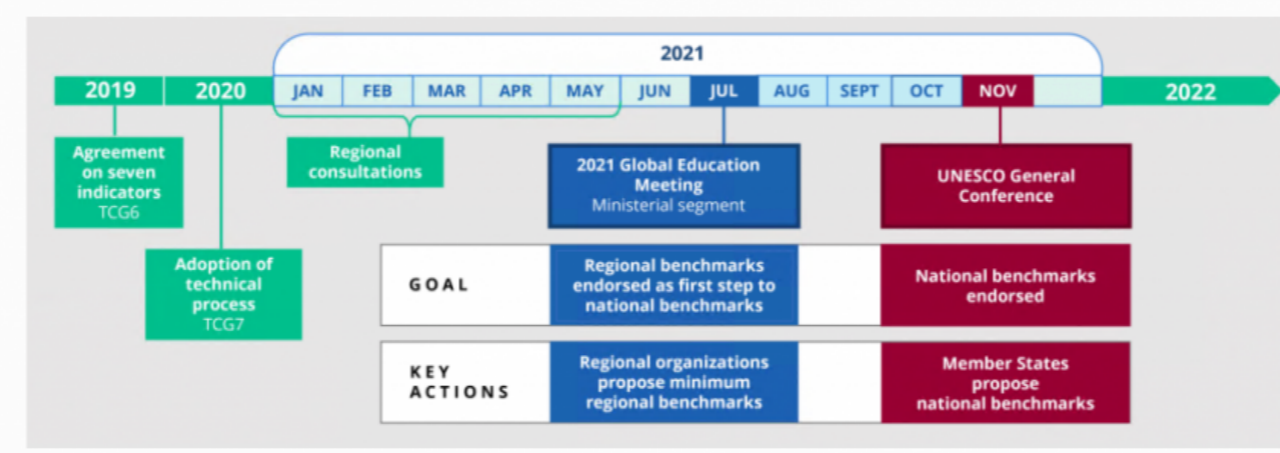 2021
2019
2020
JAN
FEB
MAR
APR
MAY
JUN
JUL
AUG
SEPT
OCT
NOV
2022
Agreement
on seven
indicators
TCG6
Regional
consultations
2021 Global Education
Meeting
Ministerial segment
UNESCO General
Conference
Adoption of
technical
process
TCG7
GOAL
Regional benchmarks
endorsed as first step to
national benchmarks
National benchmarks
endorsed
KEY
ACTIONS
Regional organizations
propose minimum
regional benchmarks
Member States
propose
national benchmarks